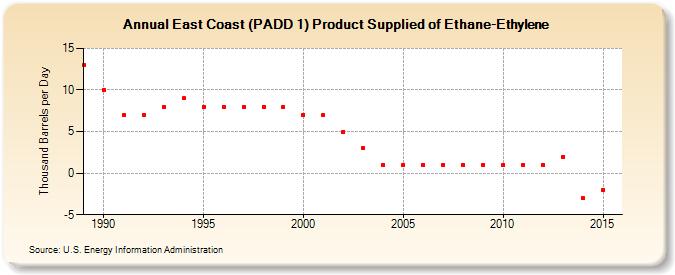 Annual East Coast (PADD 1) Product Supplied of Ethane-Ethylene
Thousand Barrels per Day
15
10
5
0
-5
1990 1995 2000 2005 2010 2015
Source: U.S. Energy Information Administration